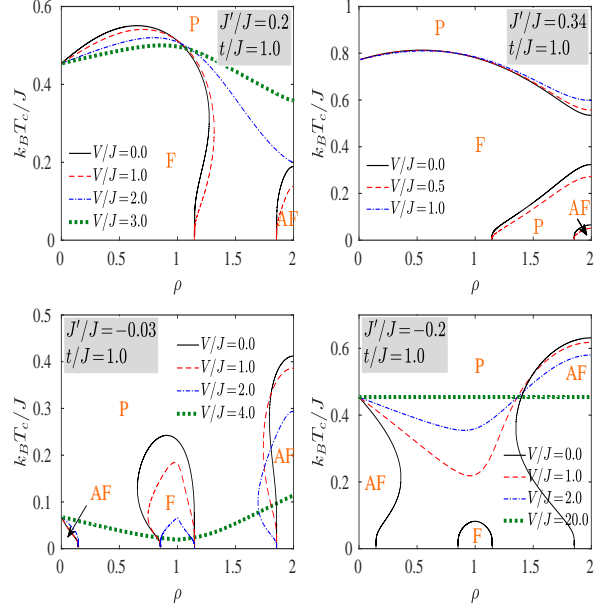 0.6
0.4
0.2
0
0
0.5
1
1.5
2
k_BT_c/J
ρ
P
F
AF
J′/J=0.2
t/J=1.0
V/J=0.0
V/J=1.0
V/J=2.0
V/J=3.0
1
0.8
0.6
0.4
0.2
0
0
0.5
1
1.5
2
k_BT_c/J
ρ
P
F
P
AF
J′/J=0.34
t/J=1.0
V/J=0.0
V/J=0.5
V/J=1.0
0.5
0.4
0.3
0.2
0.1
0
0
0.5
1
1.5
2
k_BT_c/J
ρ
J′/J=−0.03
t/J=1.0
V/J=0.0
V/J=1.0
V/J=2.0
V/J=4.0
P
AF
F
AF
0.6
0.4
0.2
0
0
0.5
1
1.5
2
k_BT_c/J
ρ
J′/J=−0.2
t/J=1.0
P
AF
AF
F
V/J=0.0
V/J=1.0
V/J=2.0
V/J=20.0